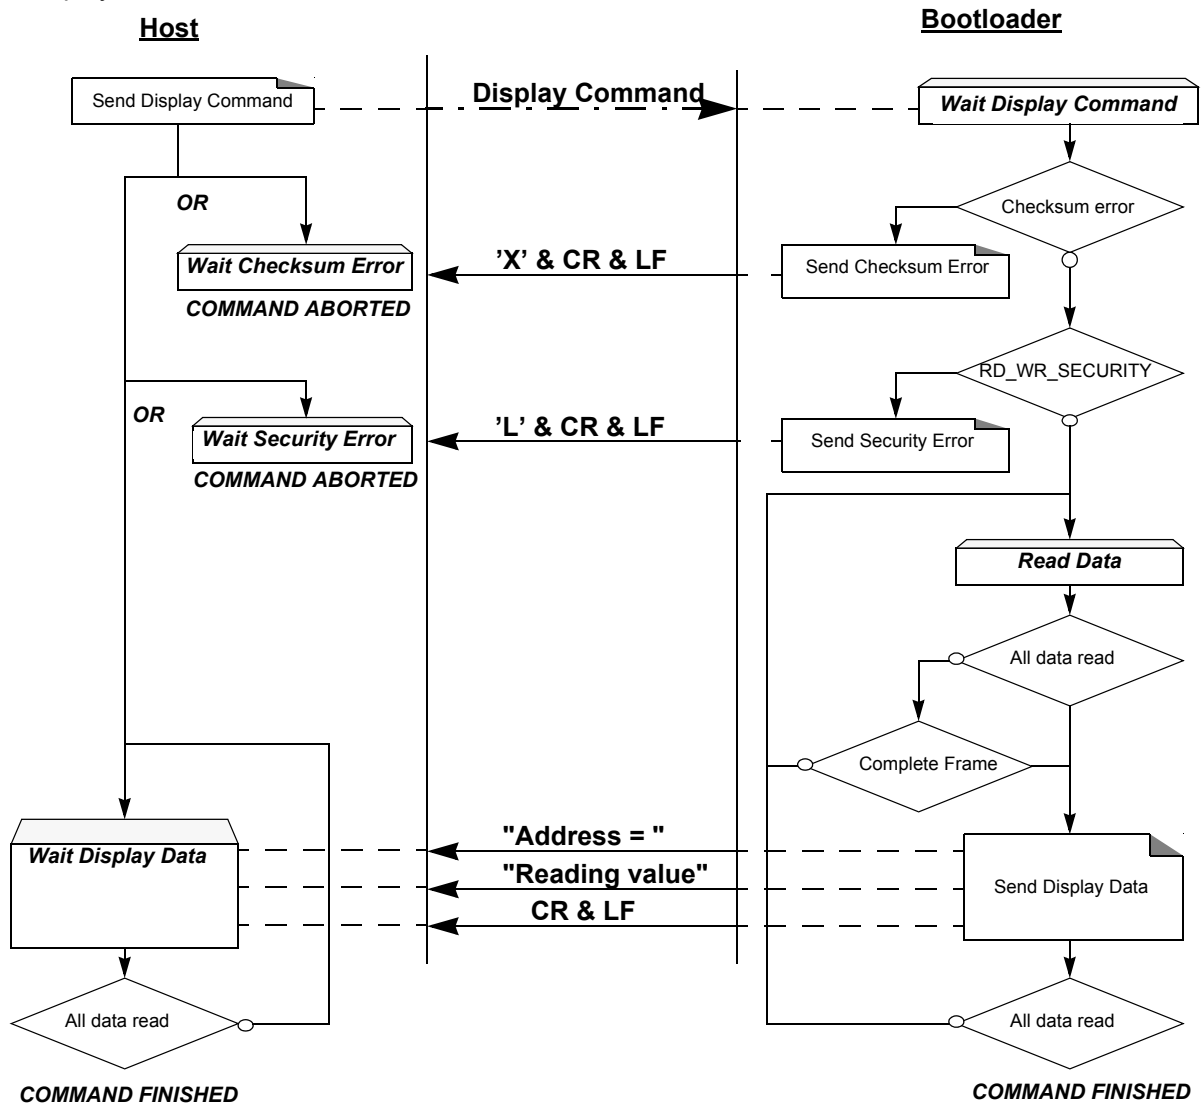 Host
Bootloader
Send Display Command
Display Command
Wait Display Command
OR
Checksum error
Wait Checksum Error
'X' & CR & LF
Send Checksum Error
COMMAND ABORTED
RD_WR_SECURITY
OR
Wait Security Error
'L' & CR & LF
Send Security Error
COMMAND ABORTED
Read Data
All data read
Complete Frame
Wait Display Data
"Address = "
"Reading value"
CR & LF
Send Display Data
All data read
All data read
COMMAND FINISHED
COMMAND FINISHED